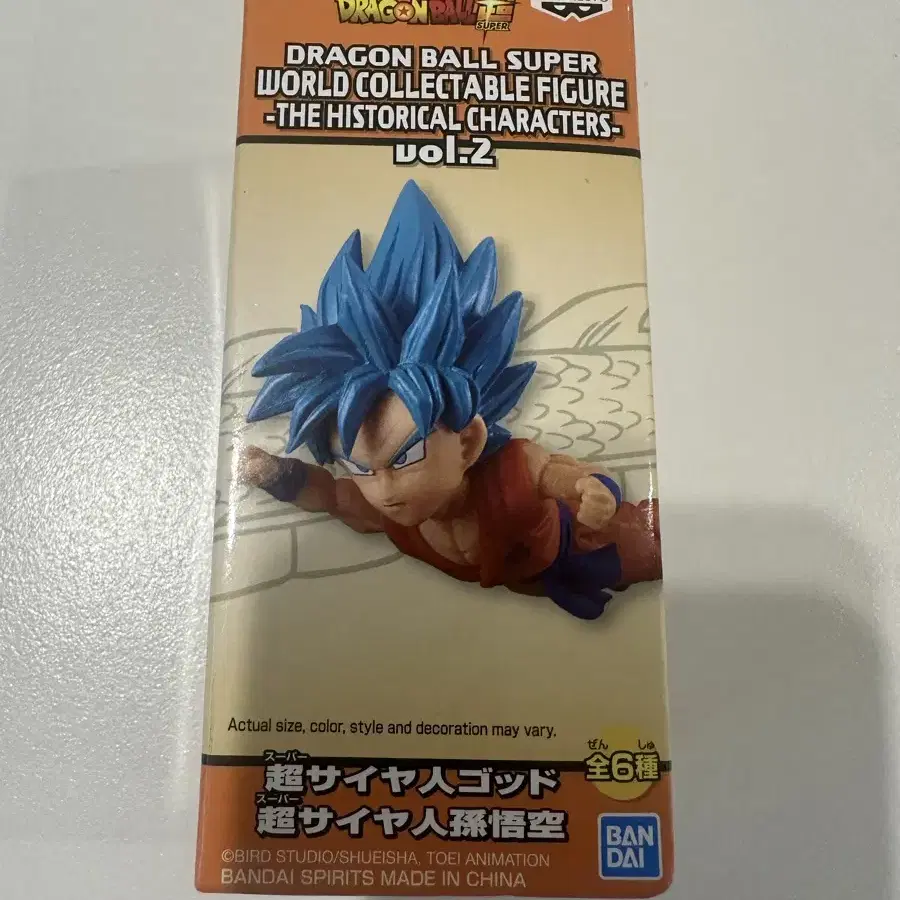 DRAGON BALL 超
SUPER
DRAGON BALL SUPER
WORLD COLLECTABLE FIGURE
-THE HISTORICAL CHARACTERS-
vol.2
Actual size, color, style and decoration may vary.
ぜん しゅ
全6種
スーパー
超サイヤ人ゴッド
スーパー
超サイヤ人孫悟空
©BIRD STUDIO/SHUEISHA, TOEI ANIMATION
BANDAI SPIRITS MADE IN CHINA
BAN
DAI